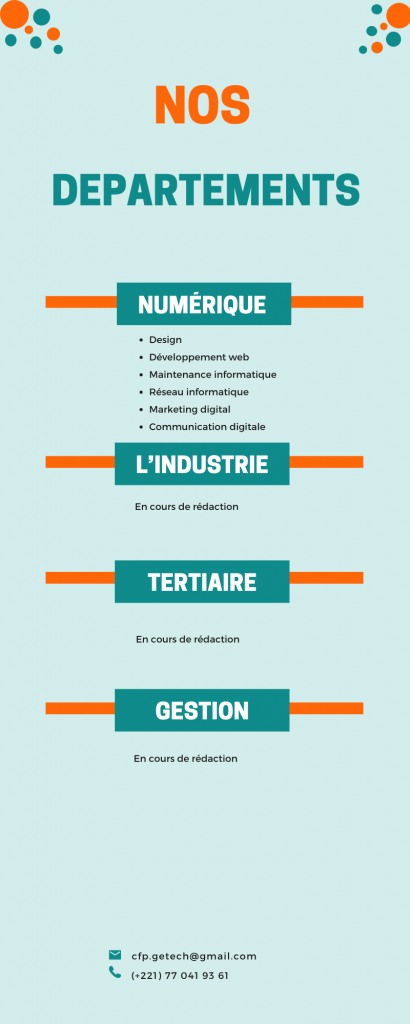 NOS
DEPARTEMENTS
NUMÉRIQUE
• Design
• Développement web
• Maintenance informatique
• Réseau informatique
• Marketing digital
• Communication digitale
L'INDUSTRIE
En cours de rédaction
TERTIAIRE
En cours de rédaction
GESTION
En cours de rédaction
cfp.getech@gmail.com
(+221) 77 041 93 61